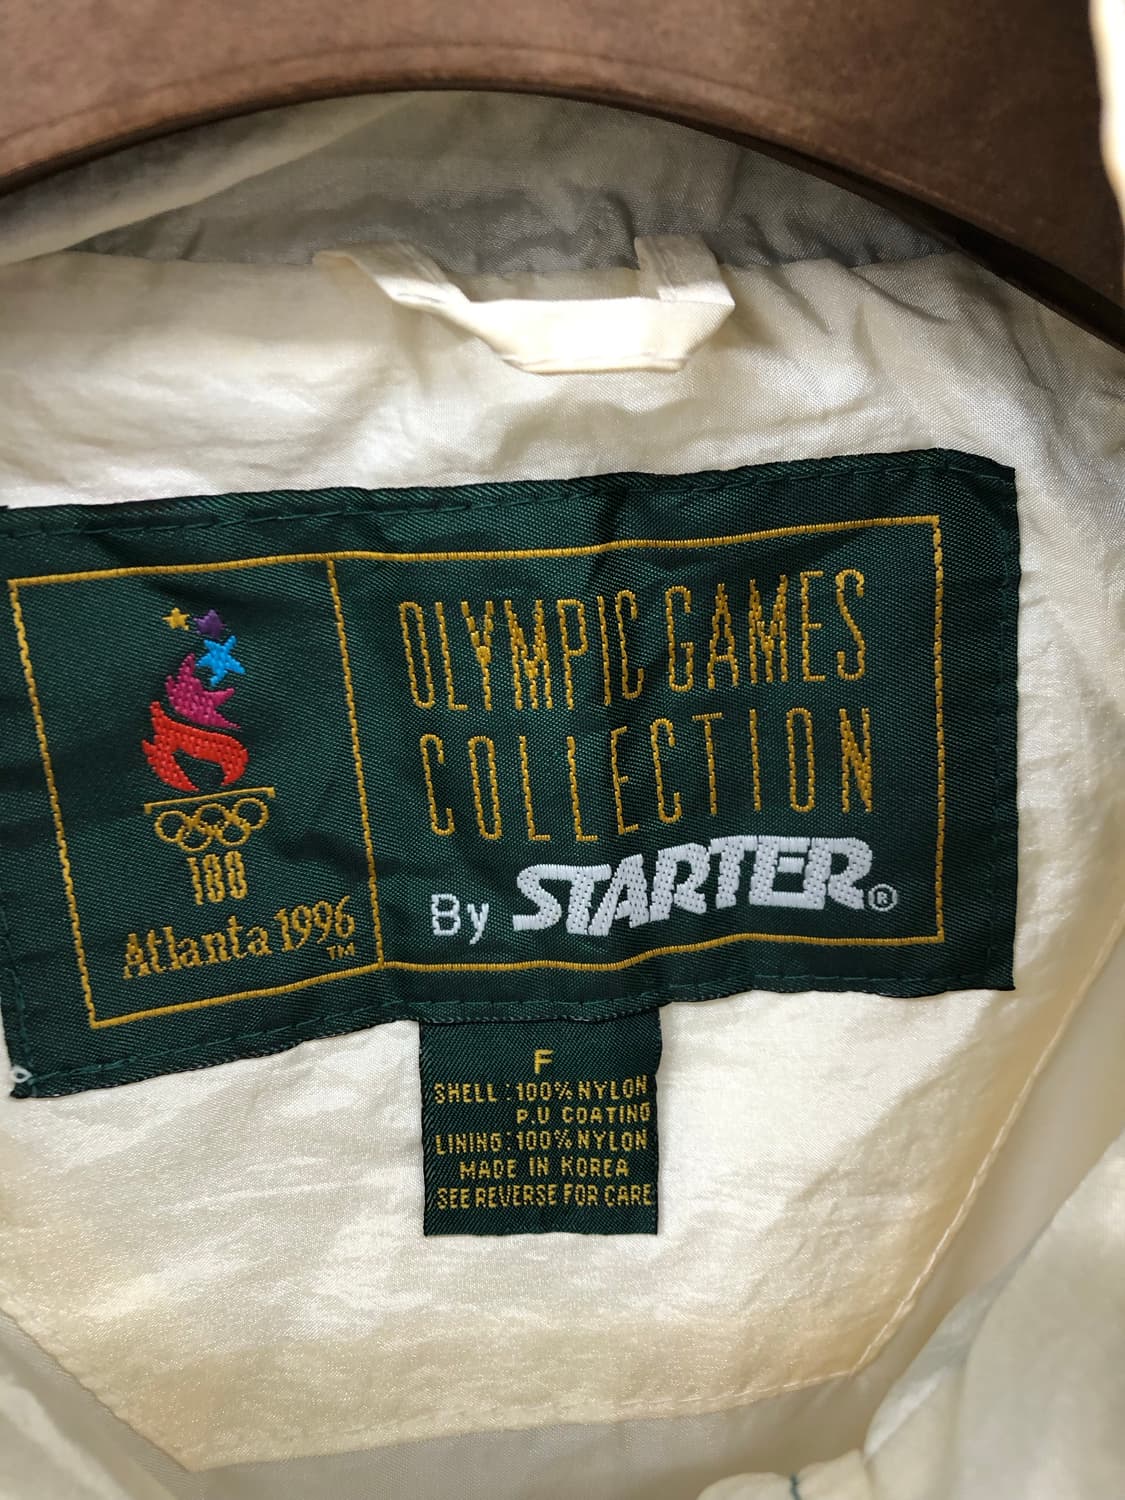 100
Atlanta 1996
TM
OLYMPIC GAMES
COLLECTION
By STARTER®
F
SHELL : 100% NYLON
P.U COATING
LINING : 100% NYLON
MADE IN KOREA
SEE REVERSE FOR CARE